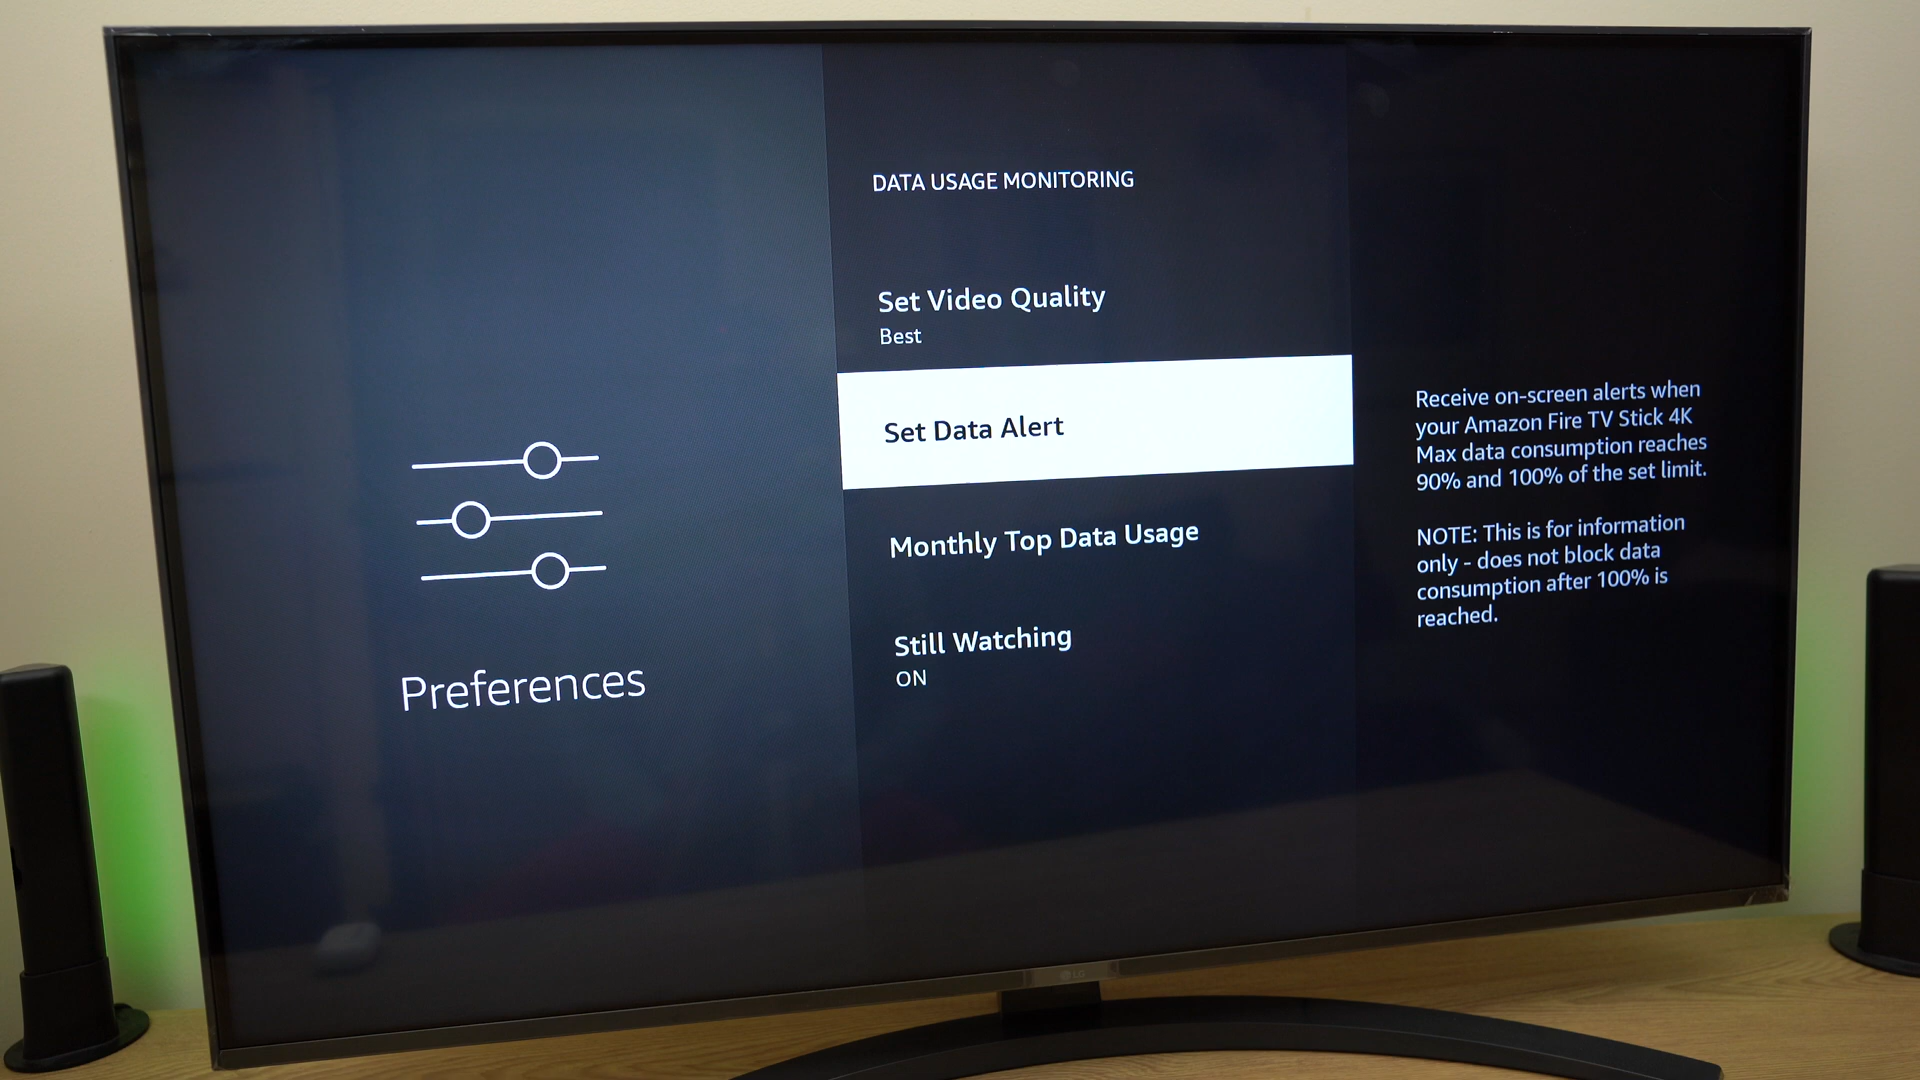 DATA USAGE MONITORING
Set Video Quality
Best
Set Data Alert
Monthly Top Data Usage
Still Watching
ON
Preferences
Receive on-screen alerts when
your Amazon Fire TV Stick 4K
Max data consumption reaches
90% and 100% of the set limit.
NOTE: This is for information
only - does not block data
consumption after 100% is
reached.
LG